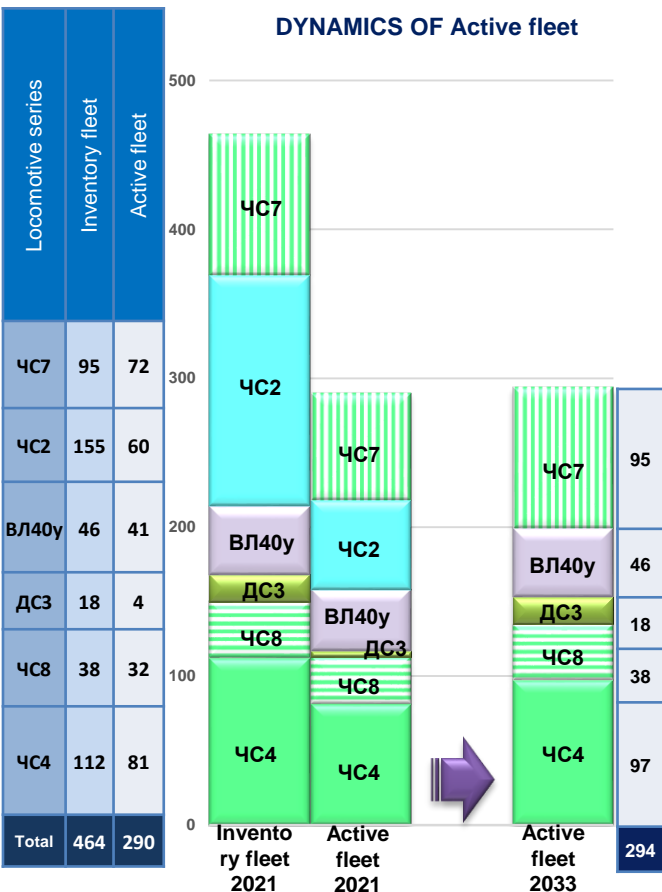 DYNAMICS OF Active fleet
Locomotive series
Inventory fleet
Active fleet
ЧС7 95 72
ЧС2 155 60
ВЛ40у 46 41
ДС3 18 4
ЧС8 38 32
ЧС4 112 81
Total 464 290
500
400
300
200
100
0
ЧС7
ЧС2
ВЛ40у
ДС3
ЧС8
ЧС4
Invento
ry fleet
2021
ЧС7
ЧС2
ВЛ40у
ДС3
ЧС8
ЧС4
Active
fleet
2021
ЧС7
ВЛ40у
ДС3
ЧС8
ЧС4
Active
fleet
2033
95
46
18
38
97
294